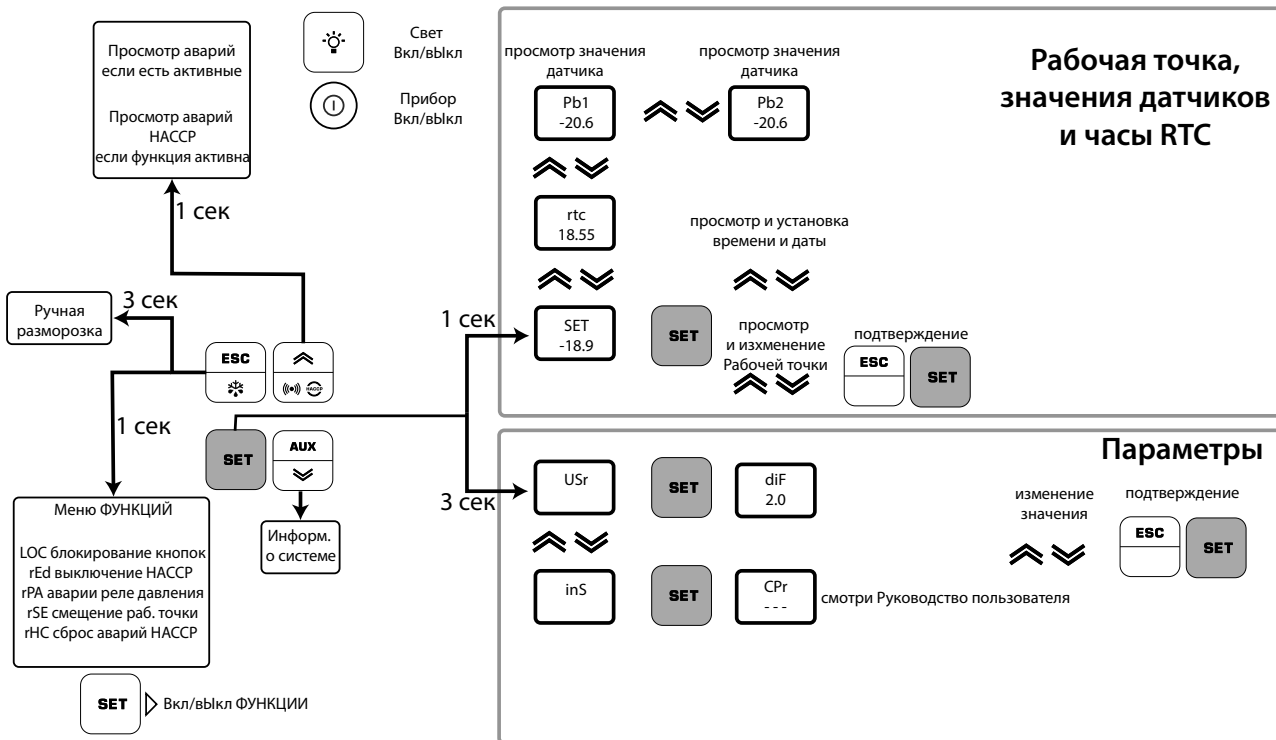 Просмотр аварий
если есть активные
Просмотр аварий
HACCP
если функция активна
Свет
Вкл/вЫкл
Прибор
Вкл/вЫкл
1 сек
3 сек
Ручная
разморозка
ESC
HACCP
1 сек
SET
AUX
Информ.
о системе
Меню ФУНКЦИЙ
LOC блокирование кнопок
rEd выключение HACCP
rPA аварии реле давления
rSE смещение раб. точки
rHC сброс аварий HACCP
SET
Вкл/вЫкл ФУНКЦИИ
1 сек
3 сек
Рабочая точка,
значения датчиков
и часы RTC
просмотр значения
датчика
Pb1
-20.6
просмотр значения
датчика
Pb2
-20.6
rtc
18.55
просмотр и установка
времени и даты
SET
-18.9
SET
просмотр
и изхменение
Рабочей точки
подтверждение
ESC
SET
Параметры
USr
SET
diF
2.0
изменение
значения
подтверждение
ESC
SET
inS
SET
CPr
- - -
смотри Руководство пользователя